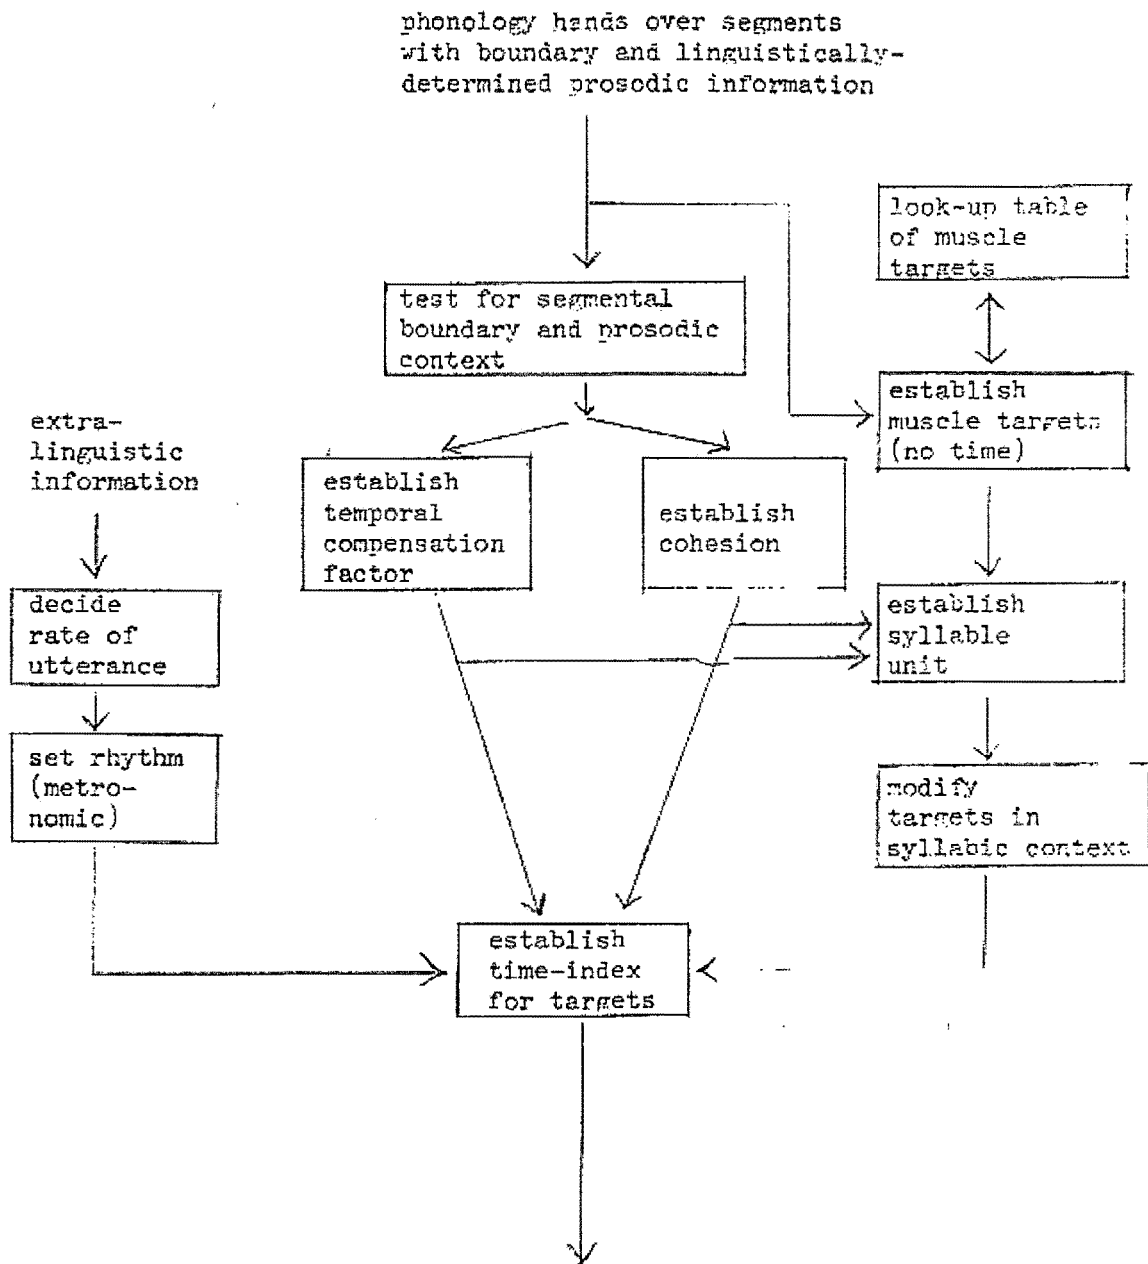 phonology hands over segments
with boundary and linguistically-
determined prosodic information
look-up table
of muscle
targets
test for segmental
boundary and prosodic
context
establish
muscle targets
(no time)
extra-
linguistic
information
establish
temporal
compensation
factor
establish
cohesion
decide
rate of
utterance
establish
syllable
unit
set rhythm
(metro-
nomic)
modify
targets in
syllabic context
establish
time-index
for targets